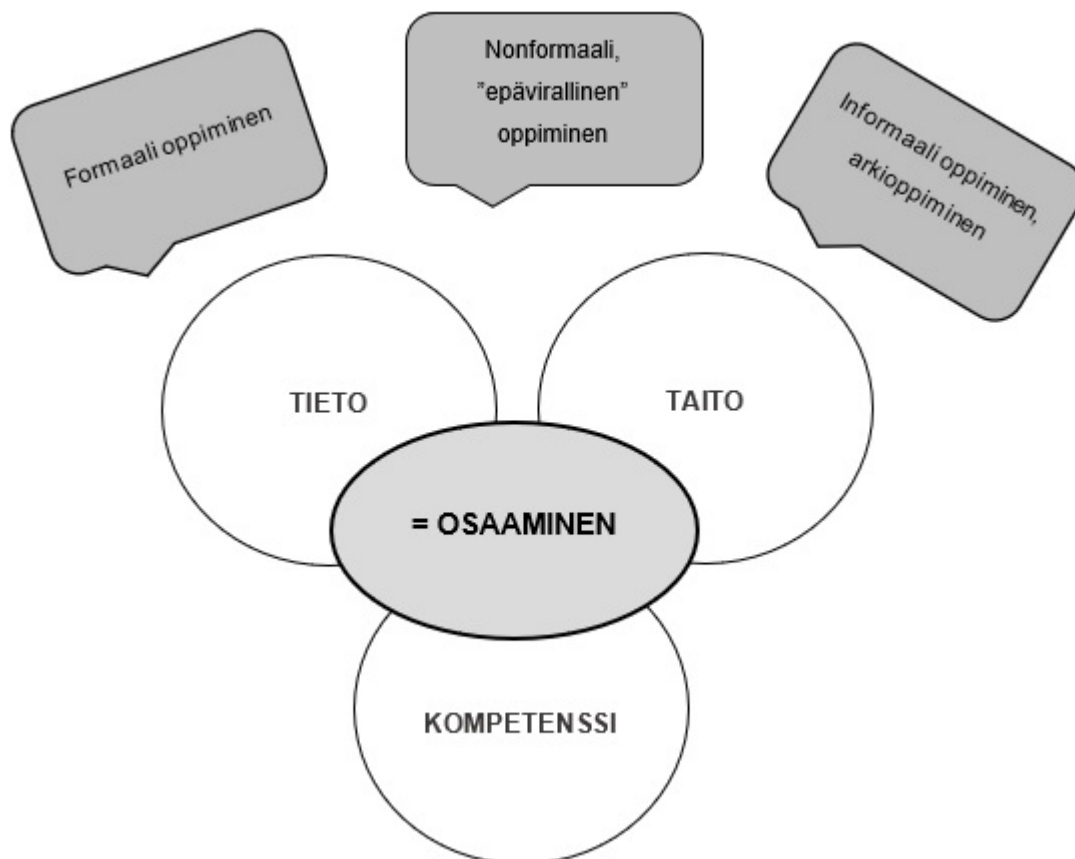 Formaali oppiminen
Nonformaali,
”epävirallinen”
oppiminen
Informaali oppiminen,
arkioppiminen
TIETO
TAITO
= OSAAMINEN
KOMPETENSSI